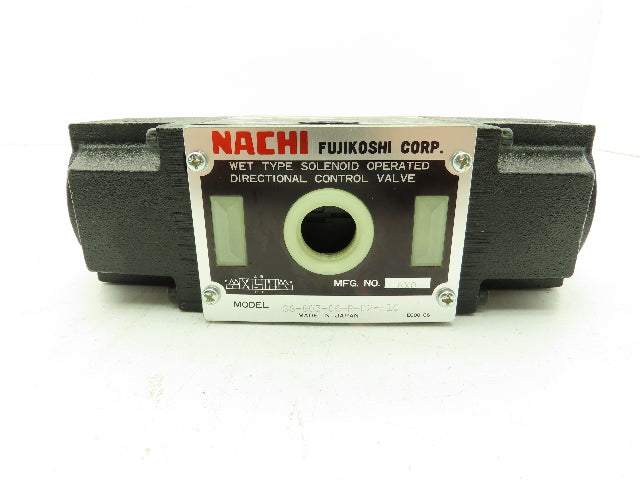 NACHI FUJIKOSHI CORP.
WET TYPE SOLENOID OPERATED
DIRECTIONAL CONTROL VALVE
MFG. NO.
MODEL
MADE IN JAPAN